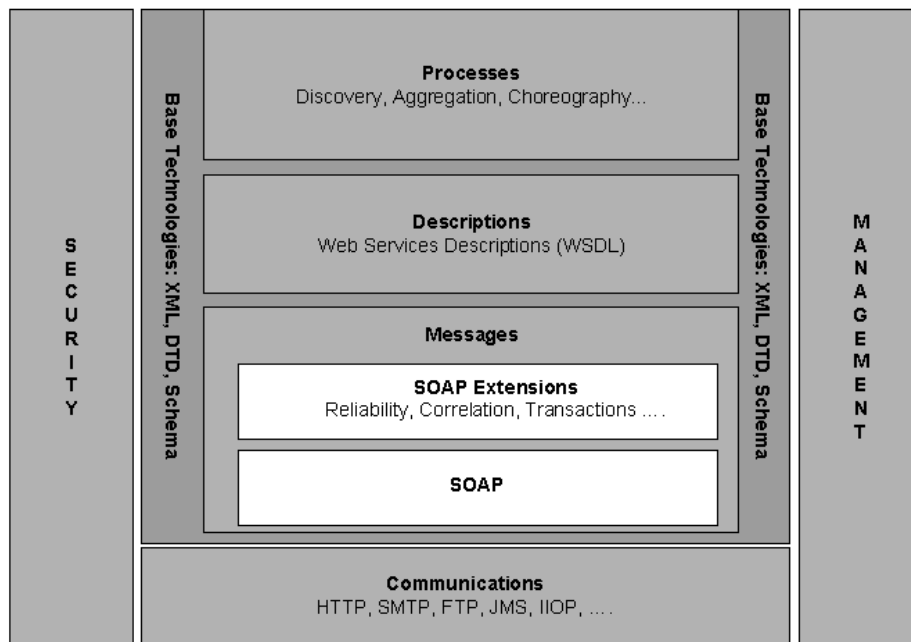 SECURITY
Base Technologies: XML, DTD, Schema
Processes
Discovery, Aggregation, Choreography...
Descriptions
Web Services Descriptions (WSDL)
Messages
SOAP Extensions
Reliability, Correlation, Transactions ....
SOAP
Base Technologies: XML, DTD, Schema
MANAGEMENT
Communications
HTTP, SMTP, FTP, JMS, IIOP, ....